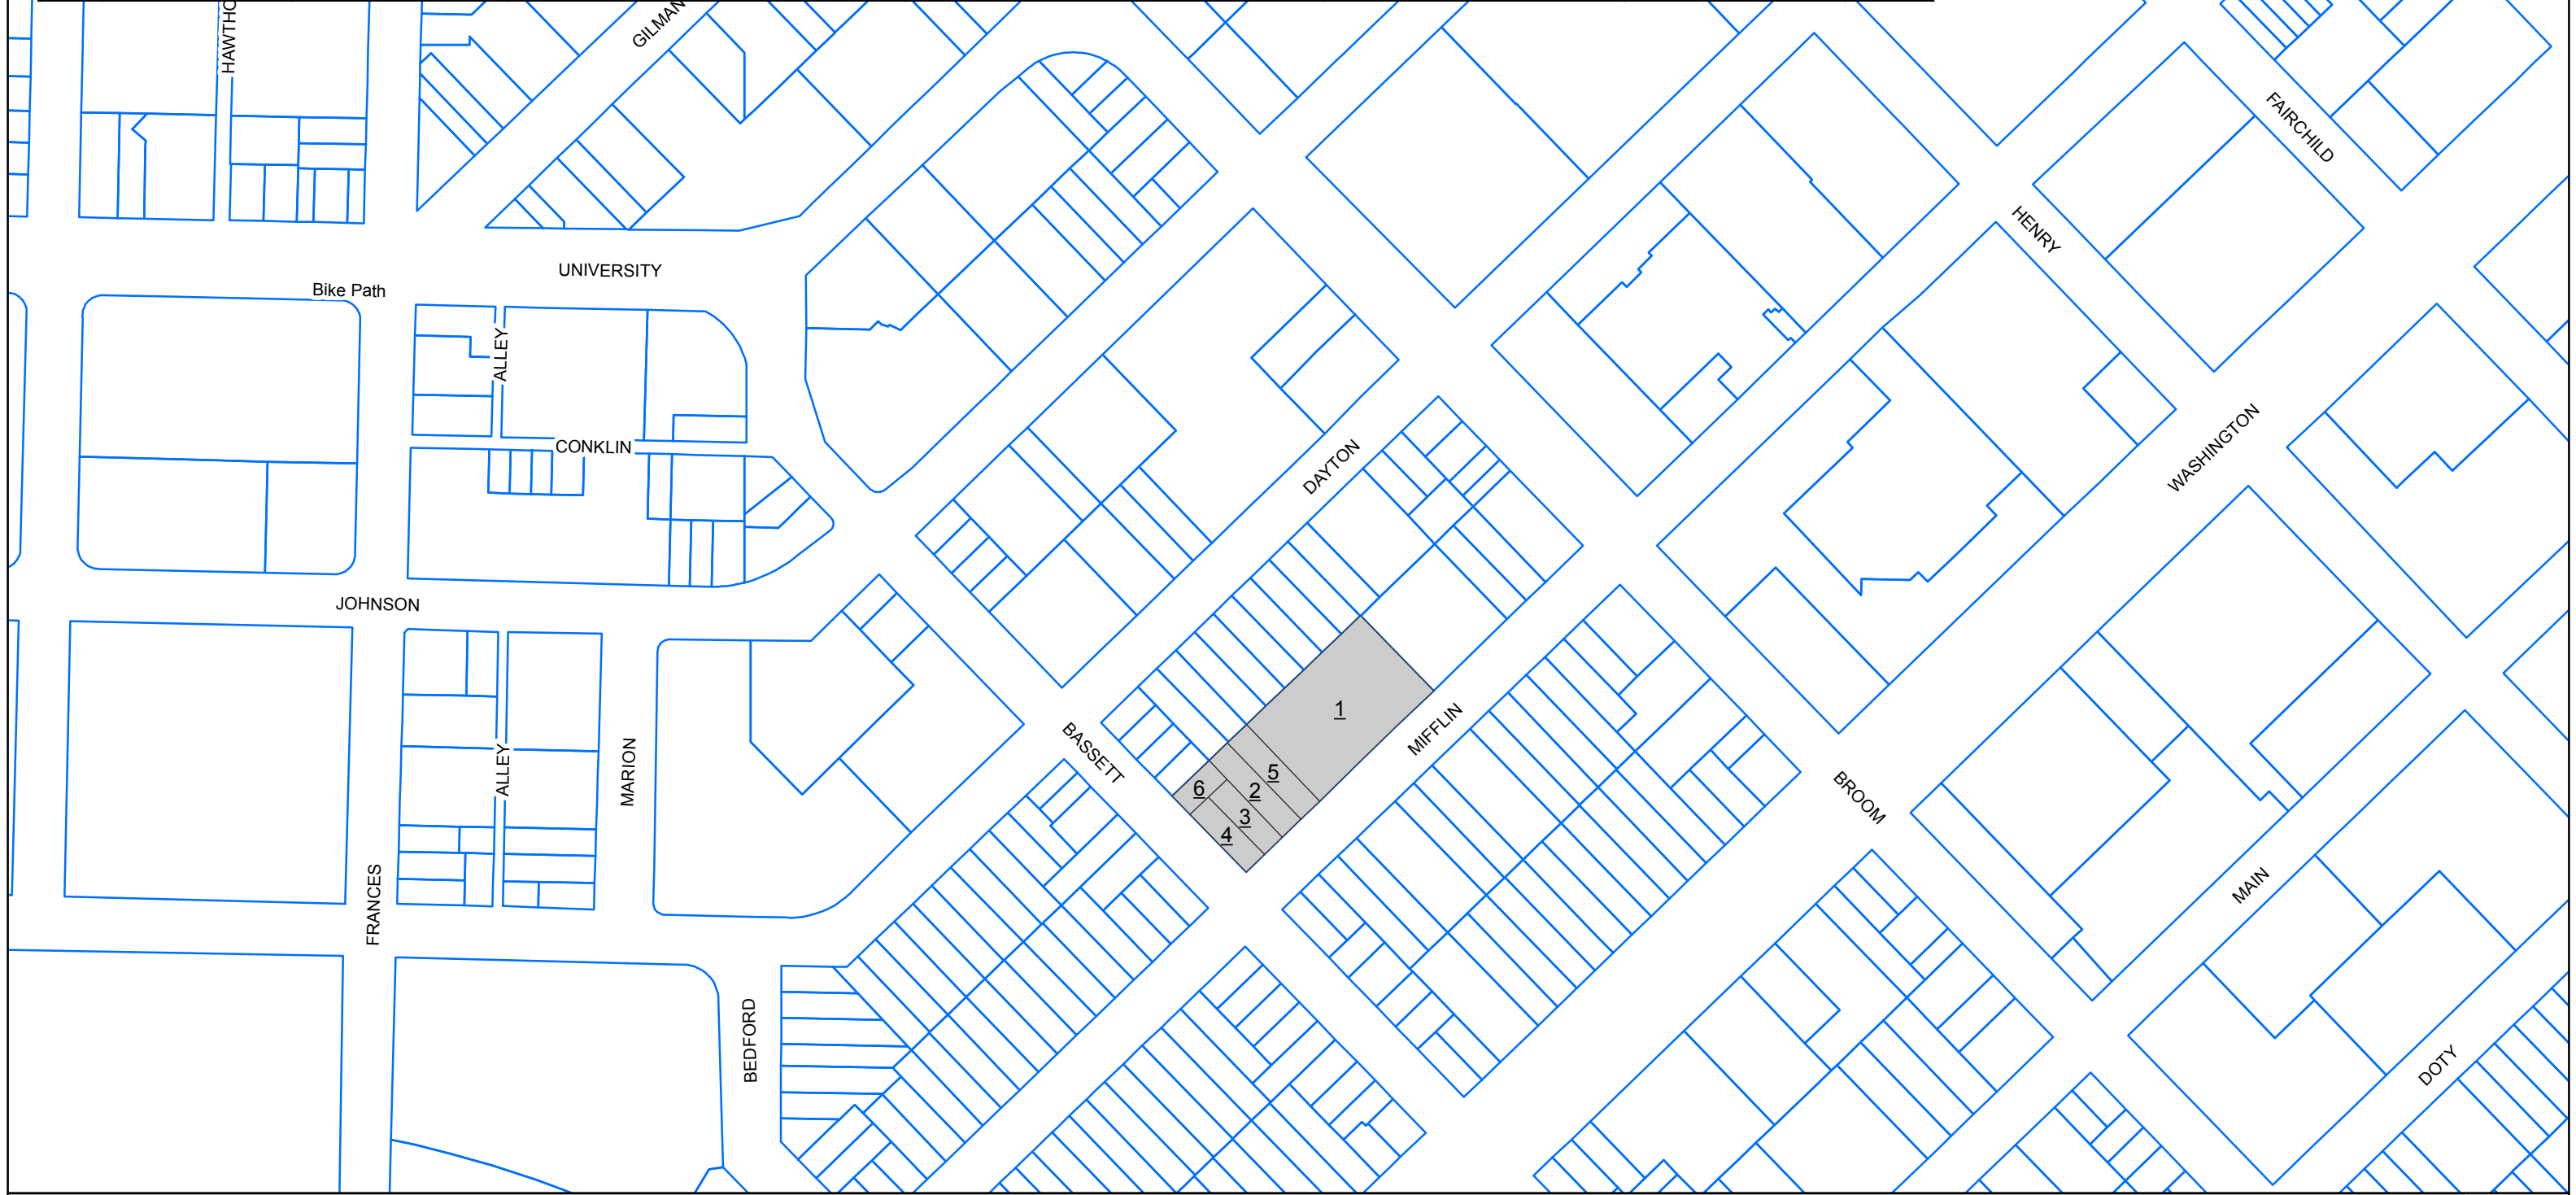 HAWTHO
GILMAN
FAIRCHILD
HENRY
UNIVERSITY
Bike Path
ALLEY
CONKLIN
DAYTON
WASHINGTON
JOHNSON
1
MIFFLIN
BASSETT
MARION
ALLEY
5
6
2
3
4
BROOM
FRANCES
MAIN
BEDFORD
DOTY